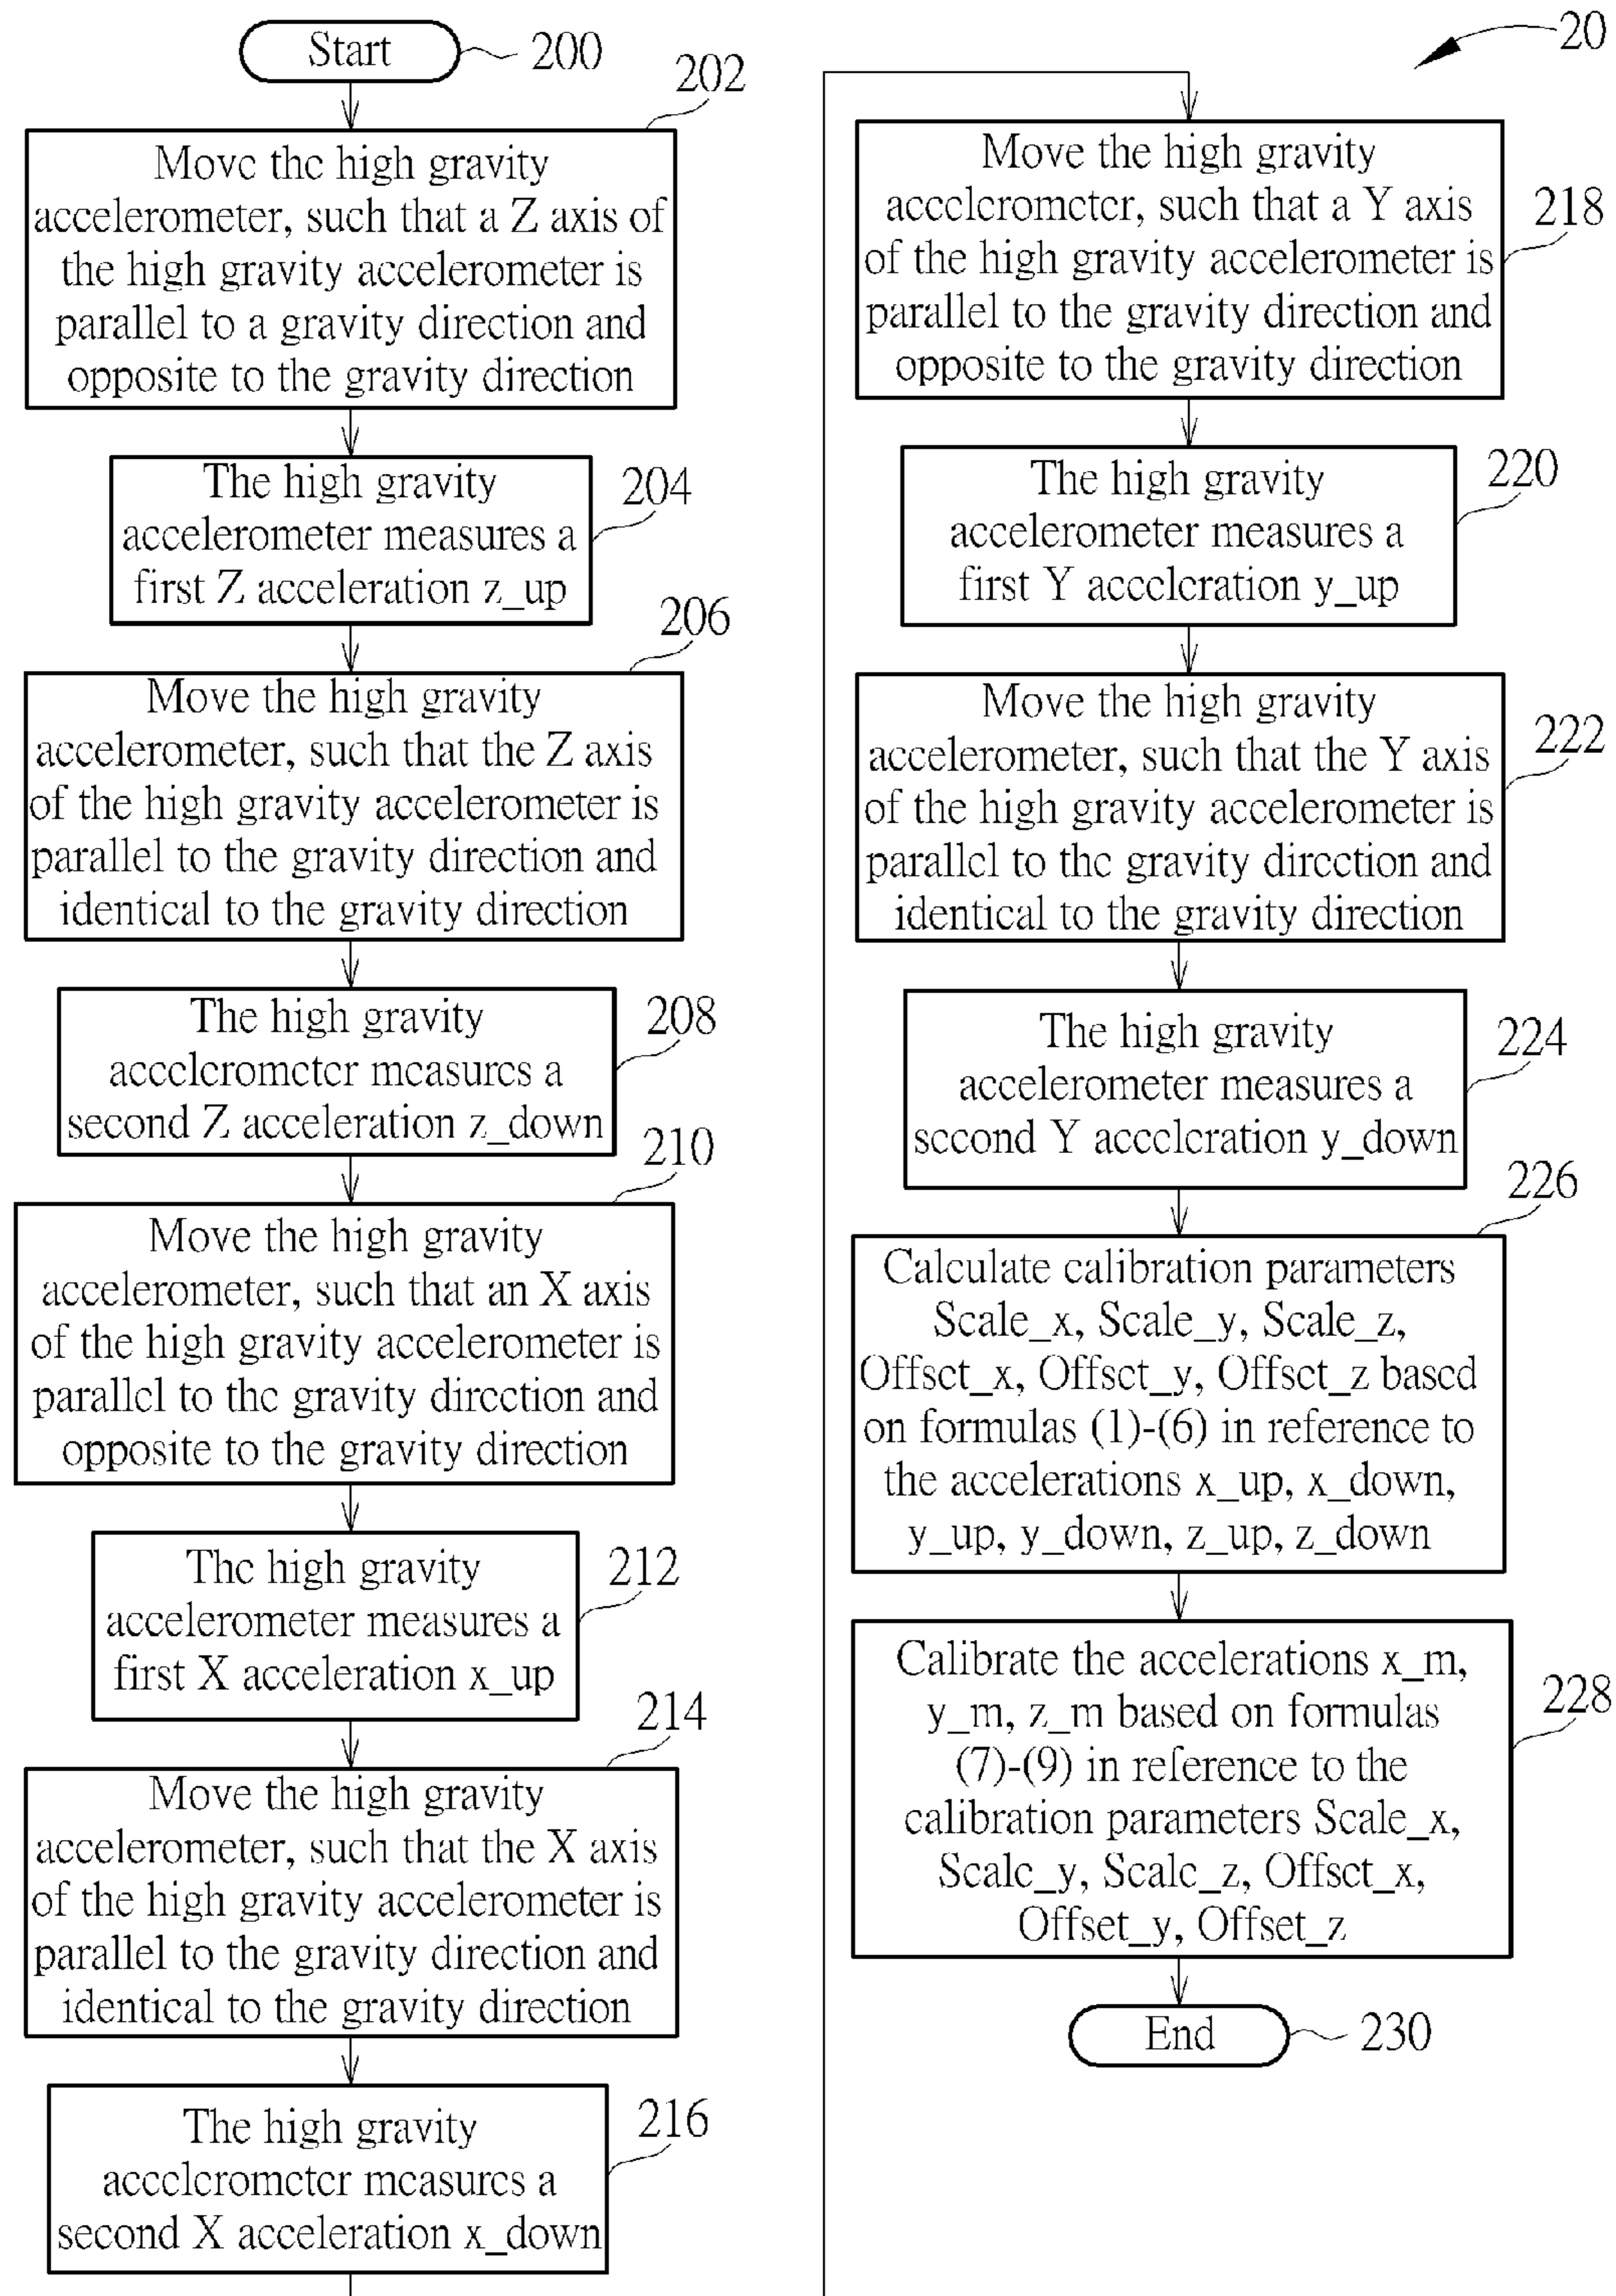 Start
200
202
Move the high gravity
accelerometer, such that a Z axis of
the high gravity accelerometer is
parallel to a gravity direction and
opposite to the gravity direction
The high gravity
accelerometer measures a
first Z acceleration z_up
204
206
Move the high gravity
accelerometer, such that the Z axis
of the high gravity accelerometer is
parallel to the gravity direction and
identical to the gravity direction
The high gravity
accelerometer measures a
second Z acceleration z_down
208
210
Move the high gravity
accelerometer, such that an X axis
of the high gravity accelerometer is
parallel to the gravity direction and
opposite to the gravity direction
The high gravity
accelerometer measures a
first X acceleration x_up
212
214
Move the high gravity
accelerometer, such that the X axis
of the high gravity accelerometer is
parallel to the gravity direction and
identical to the gravity direction
The high gravity
accelerometer measures a
second X acceleration x_down
216
20
Move the high gravity
accelerometer, such that a Y axis
of the high gravity accelerometer is
parallel to the gravity direction and
opposite to the gravity direction
218
The high gravity
accelerometer measures a
first Y acceleration y_up
220
Move the high gravity
accelerometer, such that the Y axis
of the high gravity accelerometer is
parallel to the gravity direction and
identical to the gravity direction
222
The high gravity
accelerometer measures a
second Y acceleration y_down
224
226
Calculate calibration parameters
Scale_x, Scale_y, Scale_z,
Offset_x, Offset_y, Offset_z based
on formulas (1)-(6) in reference to
the accelerations x_up, x_down,
y_up, y_down, z_up, z_down
Calibrate the accelerations x_m,
y_m, z_m based on formulas
(7)-(9) in reference to the
calibration parameters Scale_x,
Scale_y, Scale_z, Offset_x,
Offset_y, Offset_z
228
End
230